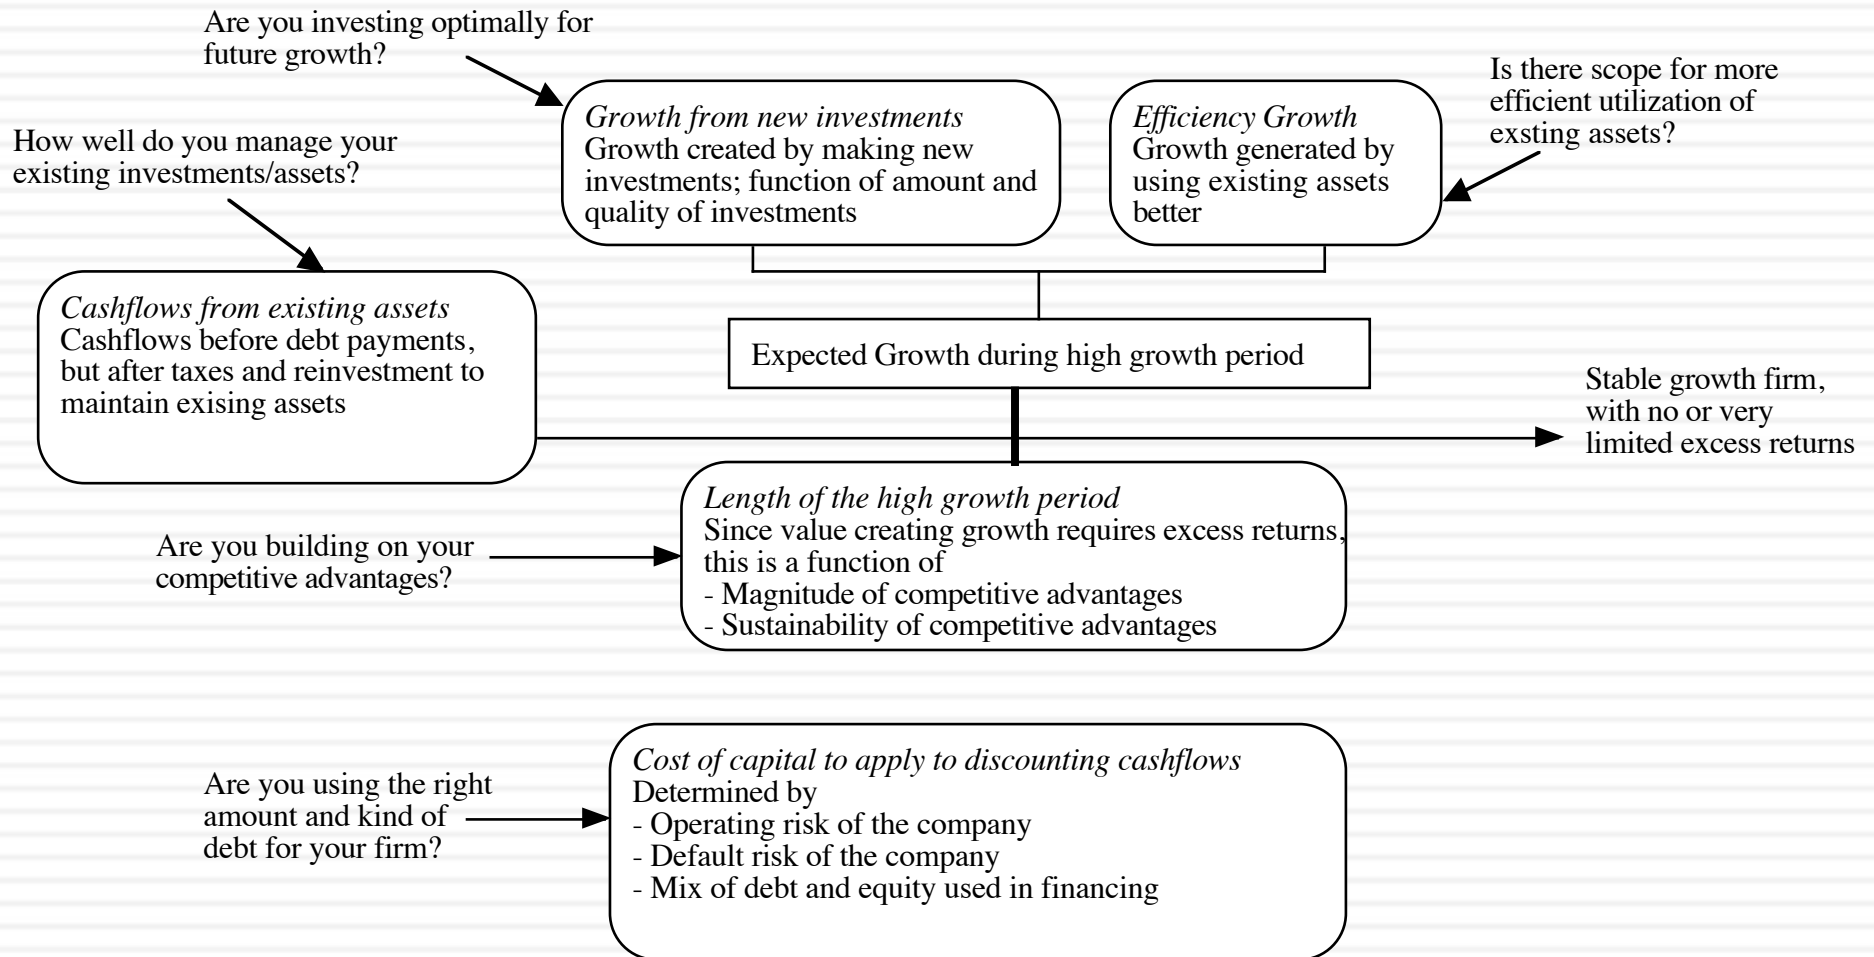 Are you investing optimally for
future growth?
Is there scope for more
efficient utilization of
exsting assets?
Growth from new investments
Growth created by making new
investments; function of amount and
quality of investments
Efficiency Growth
Growth generated by
using existing assets
better
How well do you manage your
existing investments/assets?
Cashflows from existing assets
Cashflows before debt payments,
but after taxes and reinvestment to
maintain exising assets
Expected Growth during high growth period
Stable growth firm,
with no or very
limited excess returns
Length of the high growth period
Since value creating growth requires excess returns,
this is a function of
- Magnitude of competitive advantages
- Sustainability of competitive advantages
Are you building on your
competitive advantages?
Cost of capital to apply to discounting cashflows
Determined by
- Operating risk of the company
- Default risk of the company
- Mix of debt and equity used in financing
Are you using the right
amount and kind of
debt for your firm?